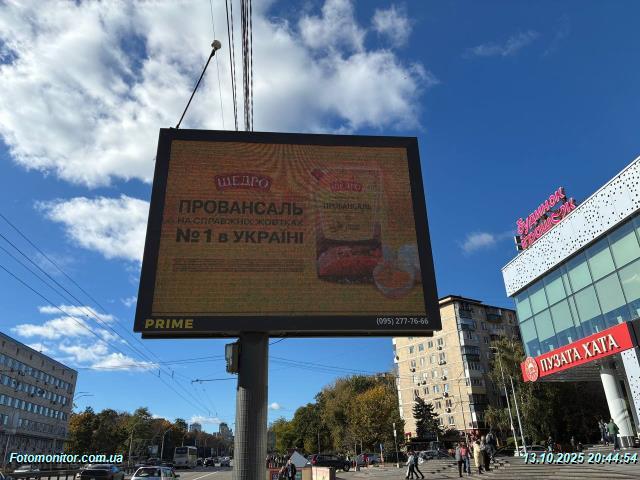 ЩЕДРО
ПРОВАНСАЛЬ
НА СПРАВЖНІХ ЖОВТКАХ
№1 в УКРАЇНІ
ЩЕДРО
ПРОВАНСАЛЬ
PRIME
(095) 277-76-66
Будинок
ПУЗАТА ХАТА
Fotomonitor.com.ua
13.10.2025 20:44:54